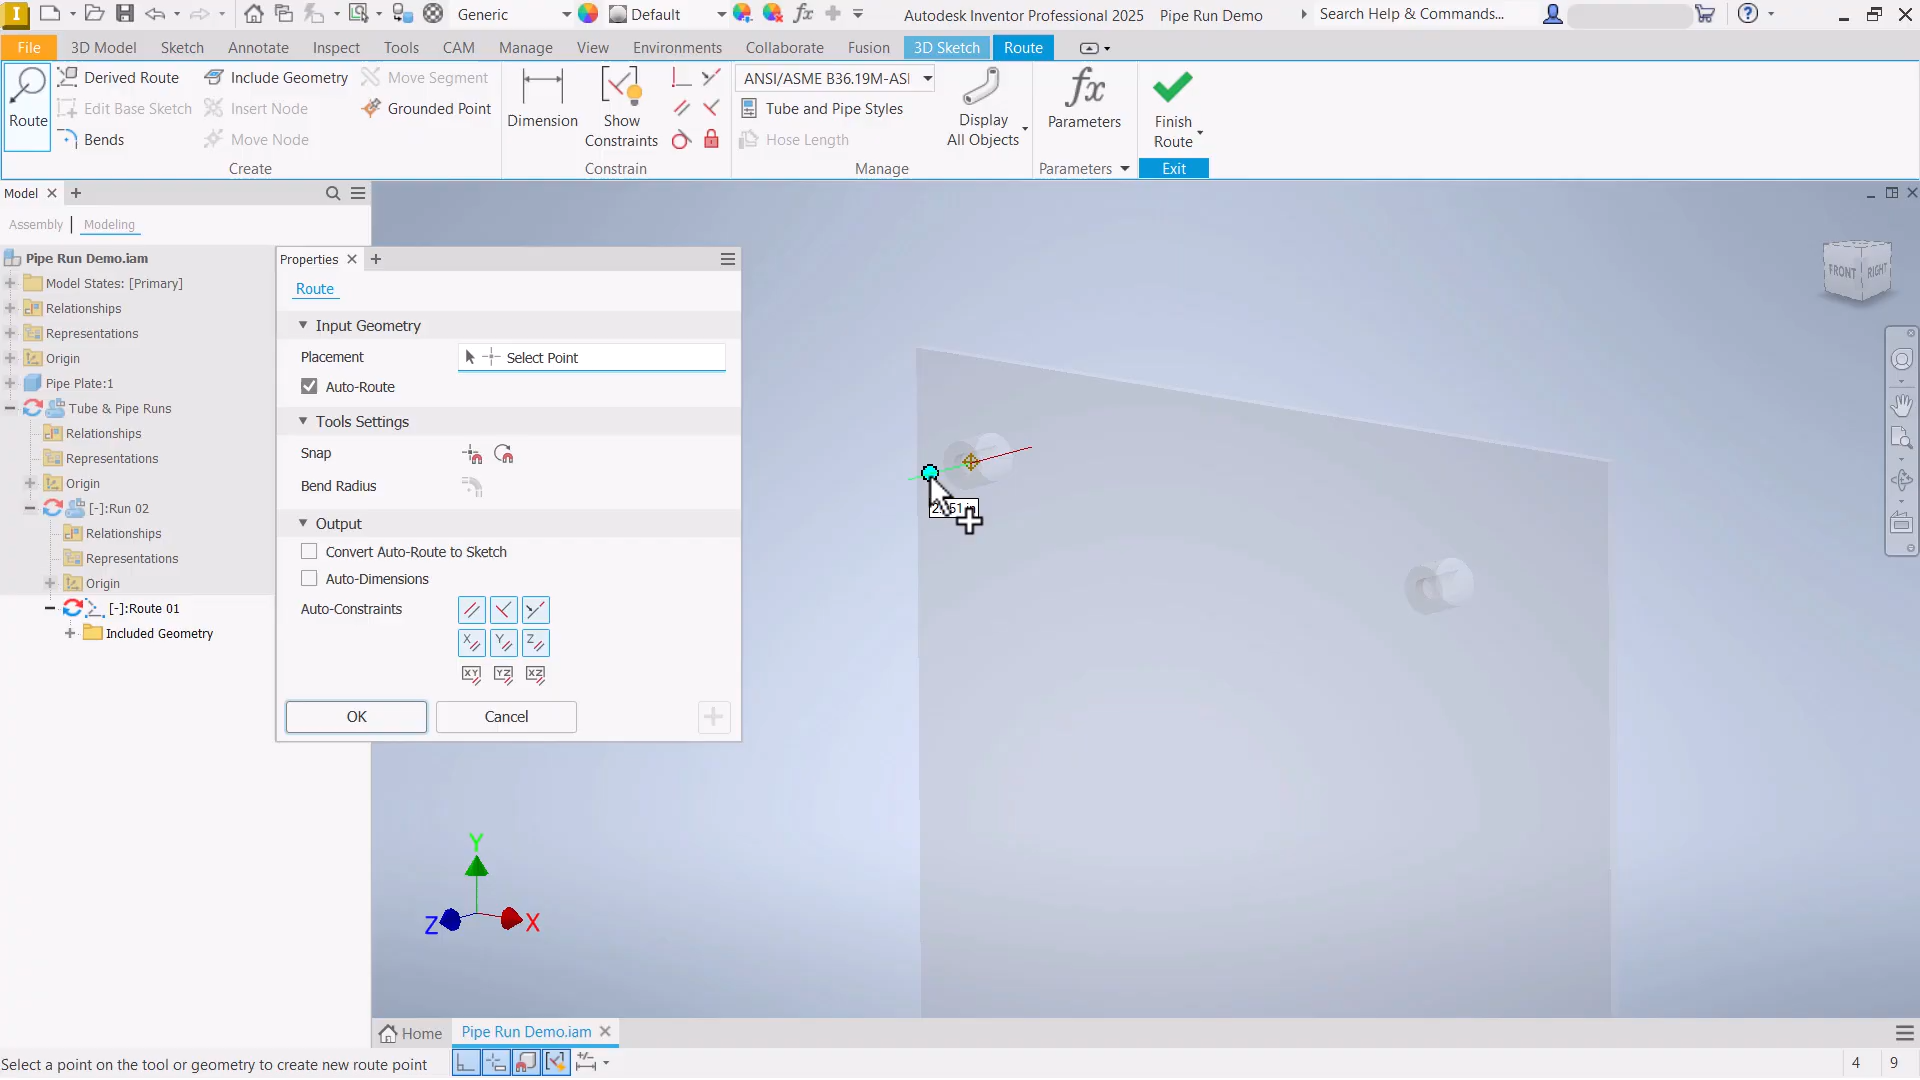 Generic
Default
Autodesk Inventor Professional 2025 Pipe Run Demo
Search Help & Commands...
File 3D Model Sketch Annotate Inspect Tools CAM Manage View Environments Collaborate Fusion 3D Sketch Route
Route
Derived Route
Edit Base Sketch
Bends
Include Geometry
Insert Node
Move Node
Move Segment
Grounded Point
Create
Dimension
Show
Constraints
Constrain
ANSI/ASME B36.19M-ASI
Tube and Pipe Styles
Hose Length
Display
All Objects
Manage
fx
Parameters
Parameters
Finish
Route
Exit
Model
Assembly
Modeling
Pipe Run Demo.iam
Model States: [Primary]
Relationships
Representations
Origin
Pipe Plate:1
Tube & Pipe Runs
Relationships
Representations
Origin
[-]:Run 02
Relationships
Representations
Origin
[-]:Route 01
Included Geometry
Properties
Route
Input Geometry
Placement Select Point
Auto-Route
Tools Settings
Snap
Bend Radius
Output
Convert Auto-Route to Sketch
Auto-Dimensions
Auto-Constraints
X Y Z
XY YZ XZ
OK Cancel
FRONT RIGHT
Y
Z X
Home Pipe Run Demo.iam
Select a point on the tool or geometry to create new route point
4 9